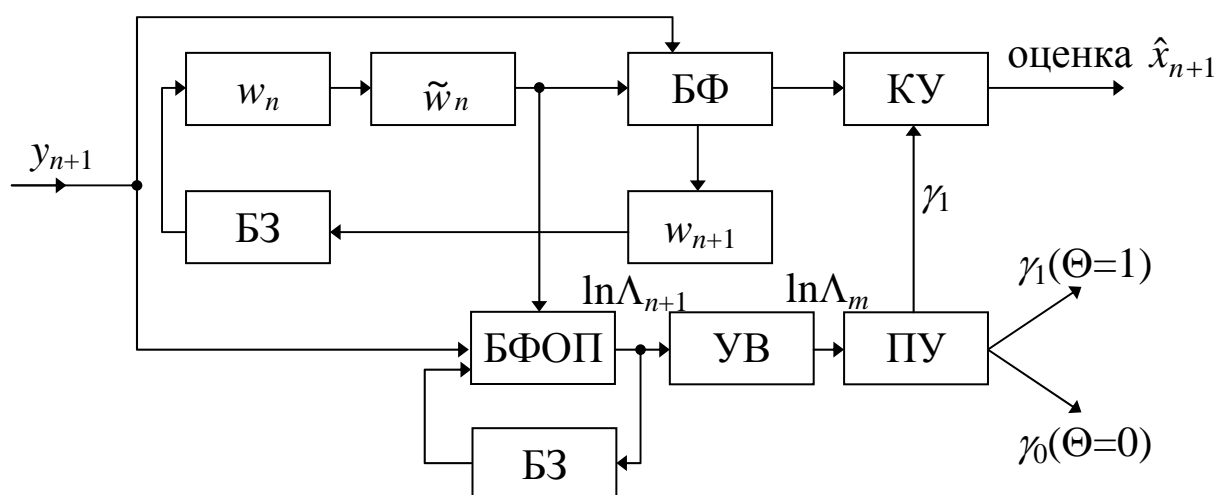 оценка x̂ₙ₊₁
wₙ
w̃ₙ
БФ
КУ
yₙ₊₁
БЗ
wₙ₊₁
γ₁
lnΛₙ₊₁
lnΛₘ
γ₁(Θ=1)
БФОП
УВ
ПУ
γ₀(Θ=0)
БЗ